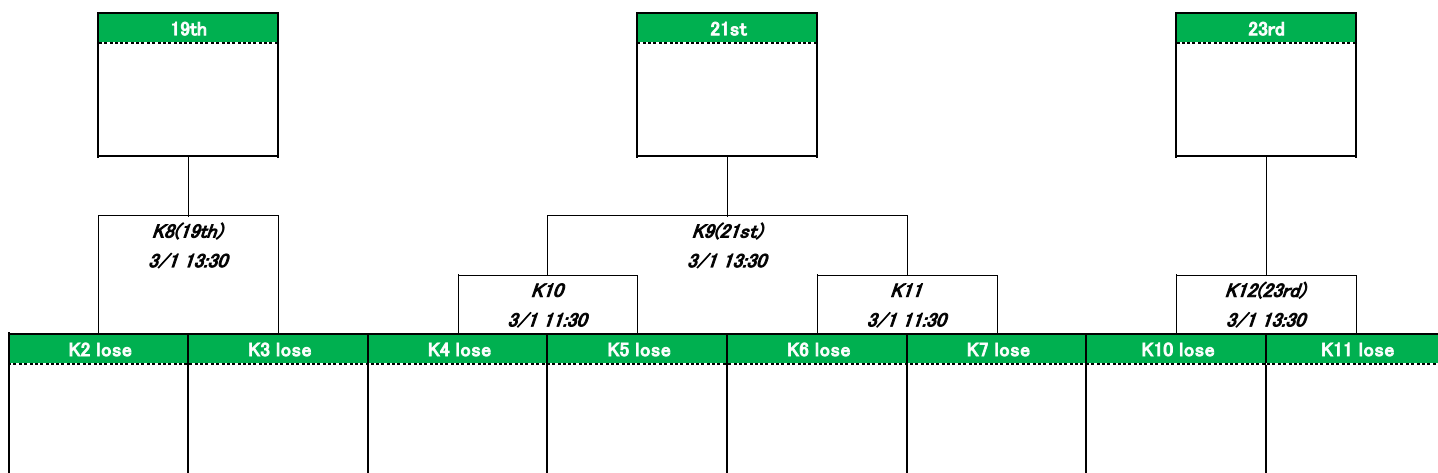 19th
21st
23rd
K8(19th)
K9(21st)
3/1 13:30
3/1 13:30
K10
K11
K12(23rd)
3/1 11:30
3/1 11:30
3/1 13:30
K2 lose
K3 lose
K4 lose
K5 lose
K6 lose
K7 lose
K10 lose
K11 lose